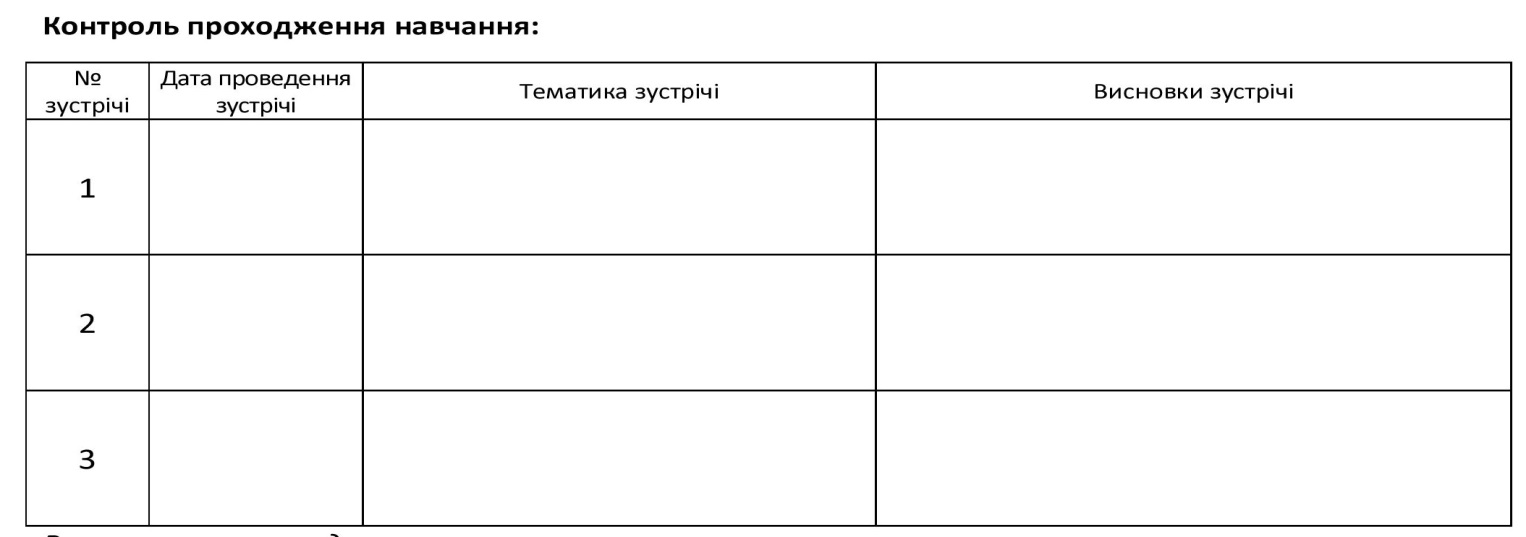 Контроль проходження навчання:
№
зустрічі
Дата проведення
зустрічі
Тематика зустрічі
Висновки зустрічі
1
2
3